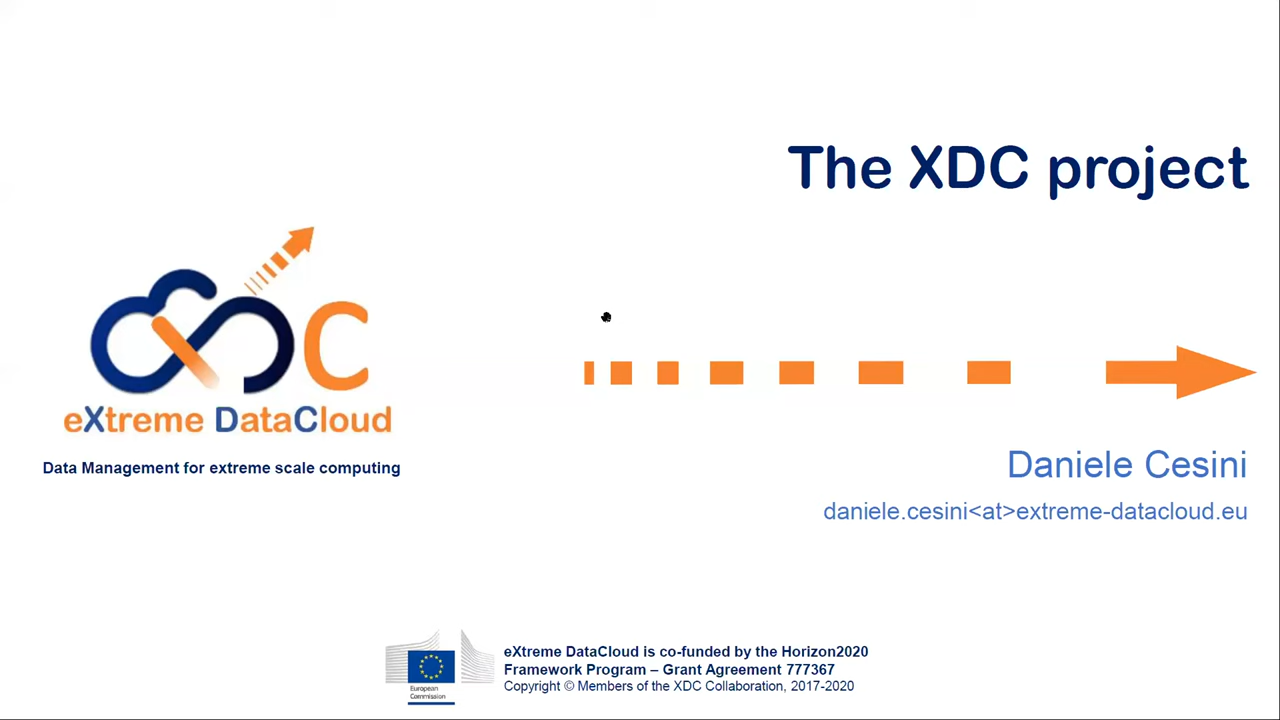 The XDC project
XDC
eXtreme DataCloud
Data Management for extreme scale computing
Daniele Cesini
daniele.cesini<at>extreme-datacloud.eu
European
Commission
eXtreme DataCloud is co-funded by the Horizon2020
Framework Program – Grant Agreement 777367
Copyright © Members of the XDC Collaboration, 2017-2020